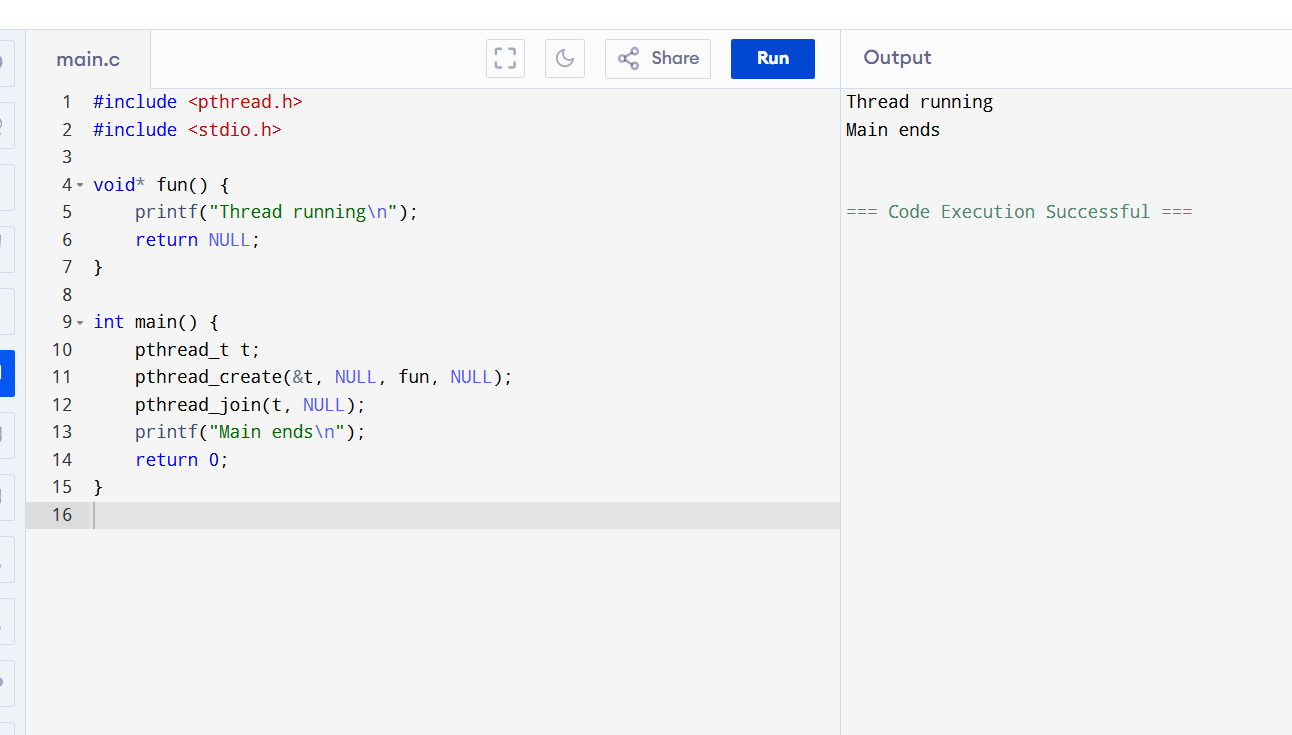 main.c
Share
Run
Output
1 #include <pthread.h>
2 #include <stdio.h>
3
4 void* fun() {
5     printf("Thread running\n");
6     return NULL;
7 }
8
9 int main() {
10     pthread_t t;
11     pthread_create(&t, NULL, fun, NULL);
12     pthread_join(t, NULL);
13     printf("Main ends\n");
14     return 0;
15 }
16
Thread running
Main ends
=== Code Execution Successful ===